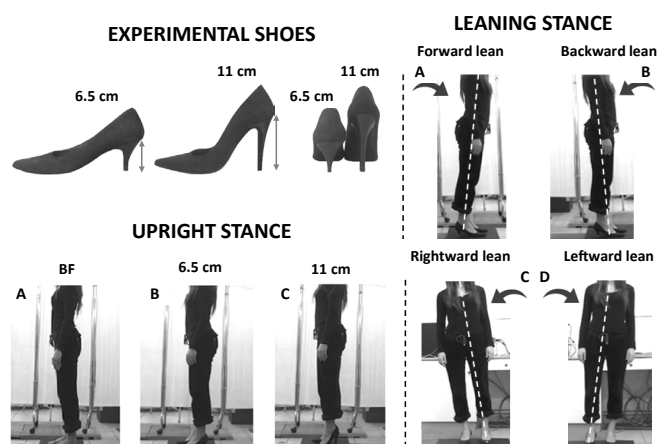 EXPERIMENTAL SHOES
6.5 cm
11 cm
6.5 cm
11 cm
UPRIGHT STANCE
BF
6.5 cm
11 cm
A
B
C
LEANING STANCE
Forward lean
Backward lean
A
B
Rightward lean
Leftward lean
C
D